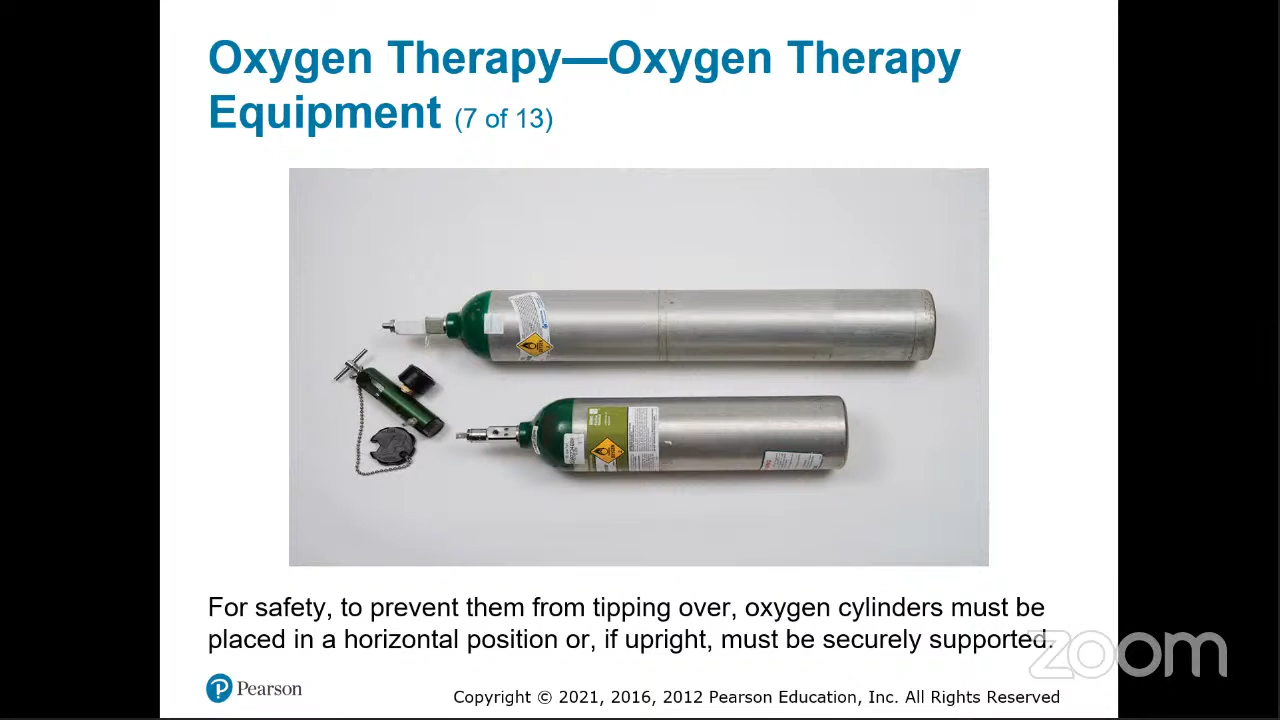 Oxygen Therapy—Oxygen Therapy
Equipment (7 of 13)
For safety, to prevent them from tipping over, oxygen cylinders must be
placed in a horizontal position or, if upright, must be securely supported.
zoom
Pearson
Copyright © 2021, 2016, 2012 Pearson Education, Inc. All Rights Reserved